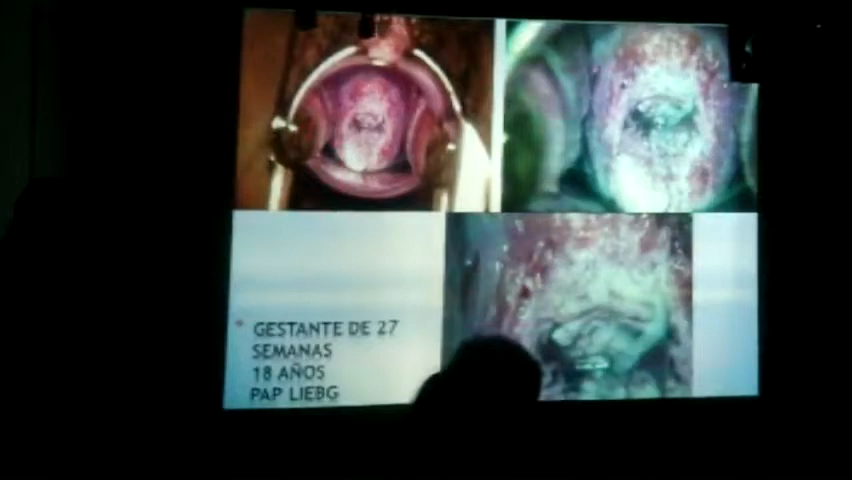 GESTANTE DE 27
SEMANAS
18 AÑOS
PAP LIEBG